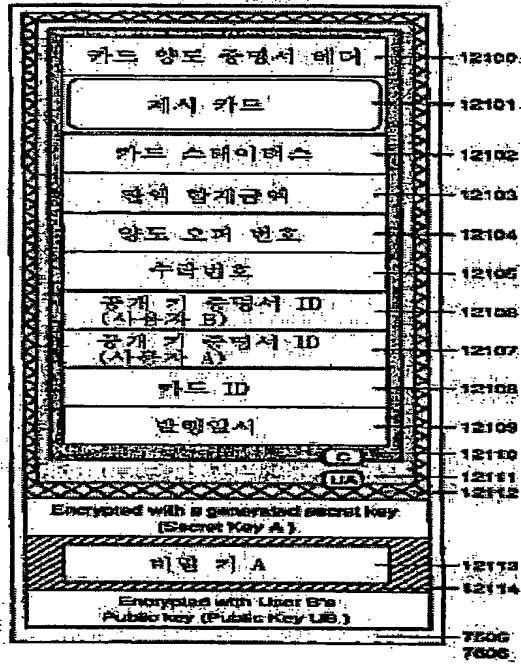 카드 양도 증명서 헤더 12100
제시 카드 12101
카드 스테이터스 12102
잔액 합계금액 12103
양도 오퍼 번호 12104
수락번호 12105
공개 키 증명서 ID 12106
(사용자 B)
공개 키 증명서 ID 12107
(사용자 A)
카드 ID 12108
발행일시 12109
C 12110
UA 12111
12112
Encrypted with a generated secret key
(Secret Key A)
비밀 키 A 12113
12114
Encrypted with User B's
Public key (Public Key UB)